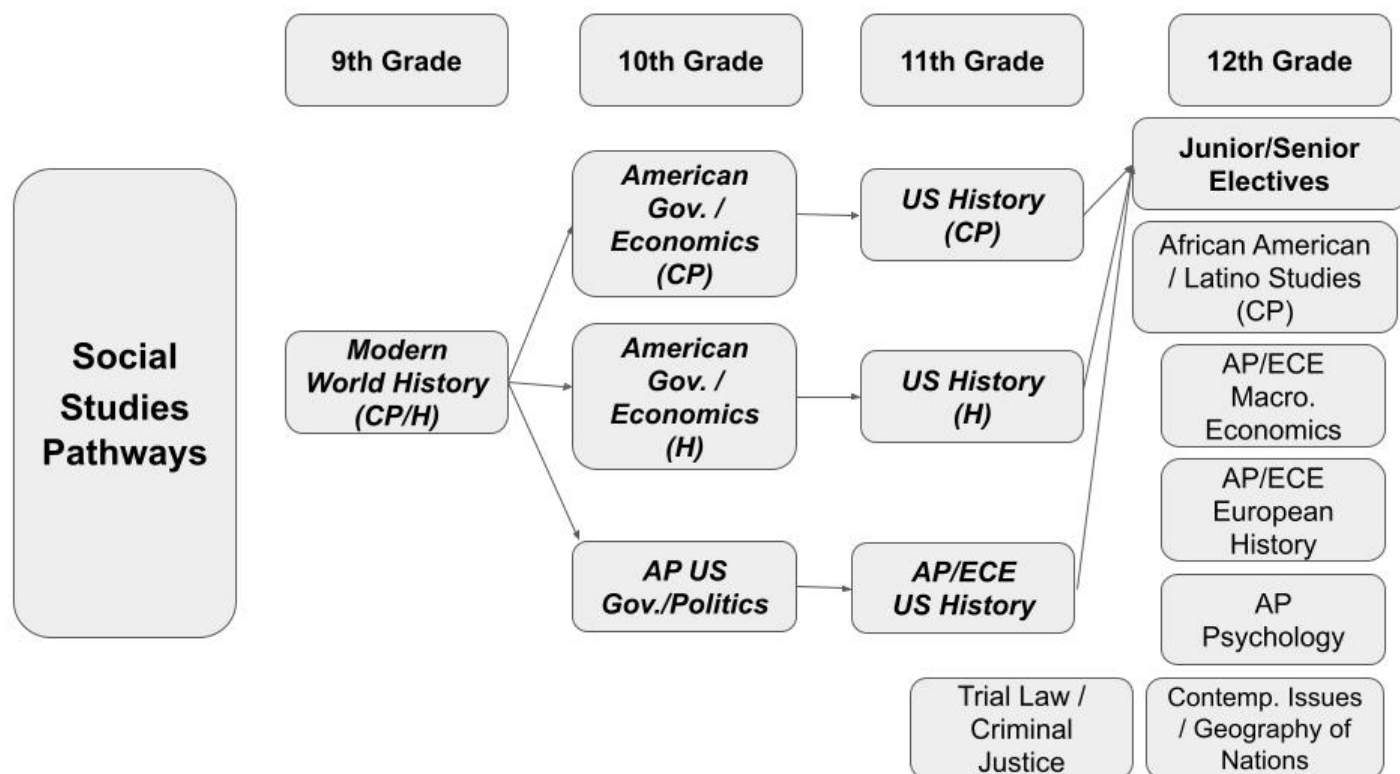 9th Grade
10th Grade
11th Grade
12th Grade
Social
Studies
Pathways
Modern
World History
(CP/H)
American
Gov. /
Economics
(CP)
American
Gov. /
Economics
(H)
AP US
Gov./Politics
US History
(CP)
US History
(H)
AP/ECE
US History
Junior/Senior
Electives
African American
/ Latino Studies
(CP)
AP/ECE
Macro.
Economics
AP/ECE
European
History
AP
Psychology
Trial Law /
Criminal
Justice
Contemp. Issues
/ Geography of
Nations